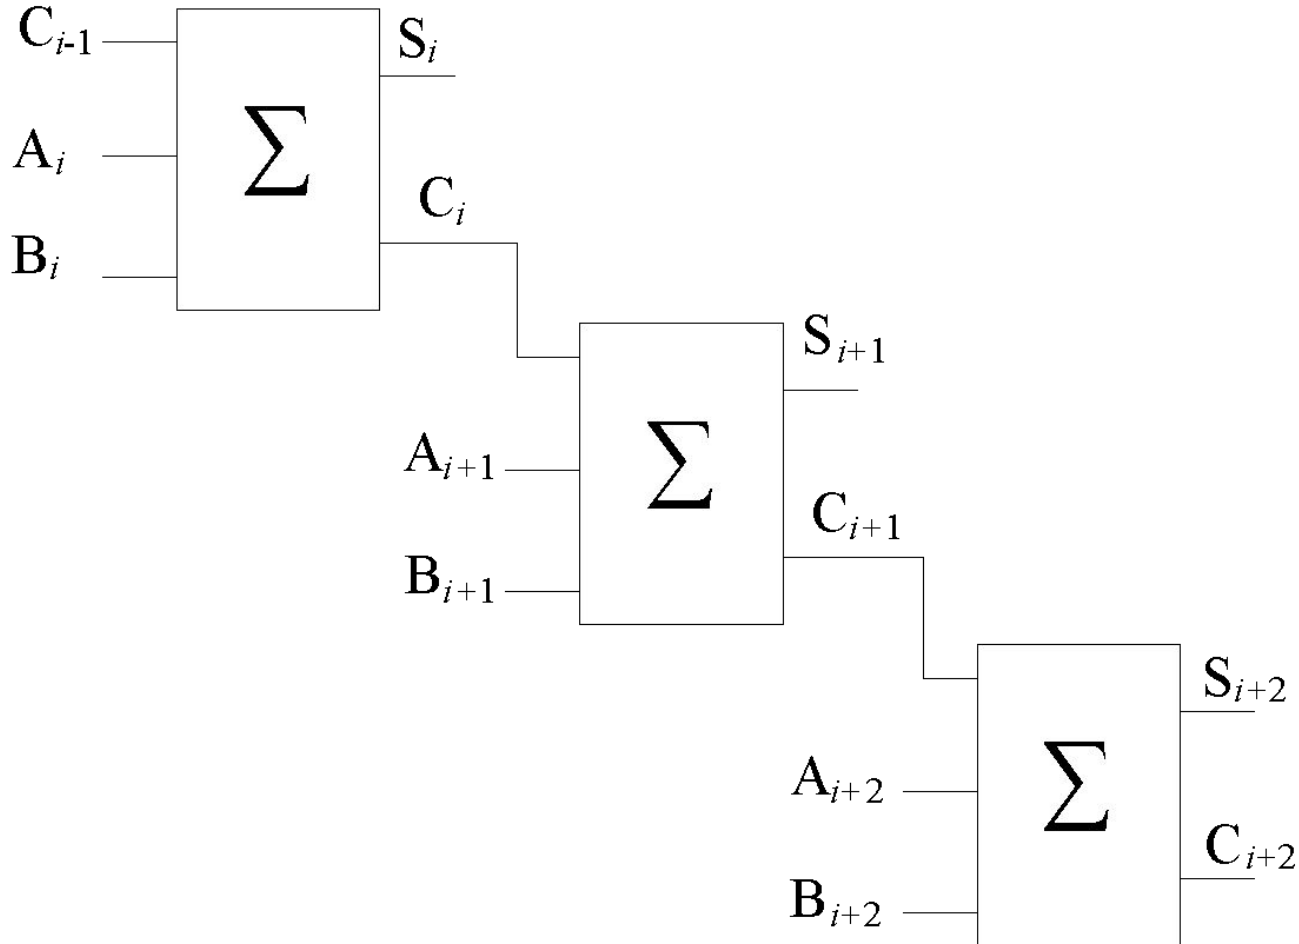 C_{i-1}
S_i
A_i
Σ
C_i
B_i
S_{i+1}
A_{i+1}
Σ
C_{i+1}
B_{i+1}
S_{i+2}
A_{i+2}
Σ
C_{i+2}
B_{i+2}